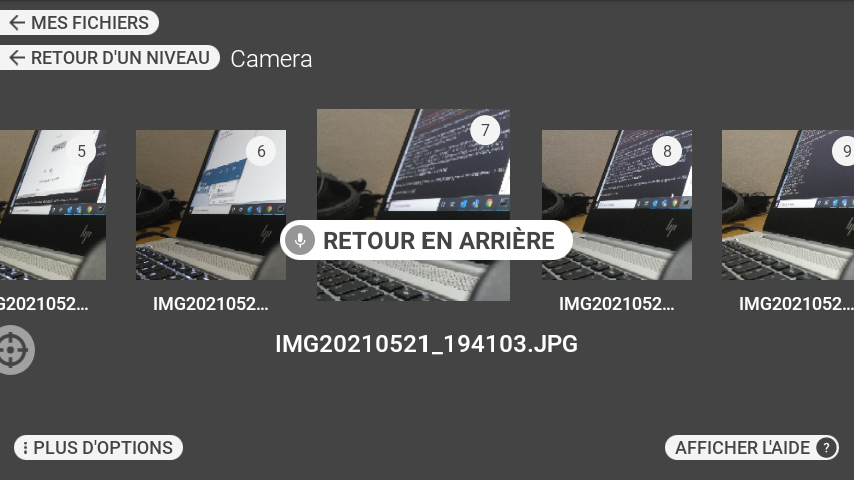 MES FICHIERS
RETOUR D'UN NIVEAU Camera
5 6 7 8 9
RETOUR EN ARRIÈRE
G2021052... IMG2021052... IMG2021052... IMG2021052...
IMG20210521_194103.JPG
PLUS D'OPTIONS AFFICHER L'AIDE ?